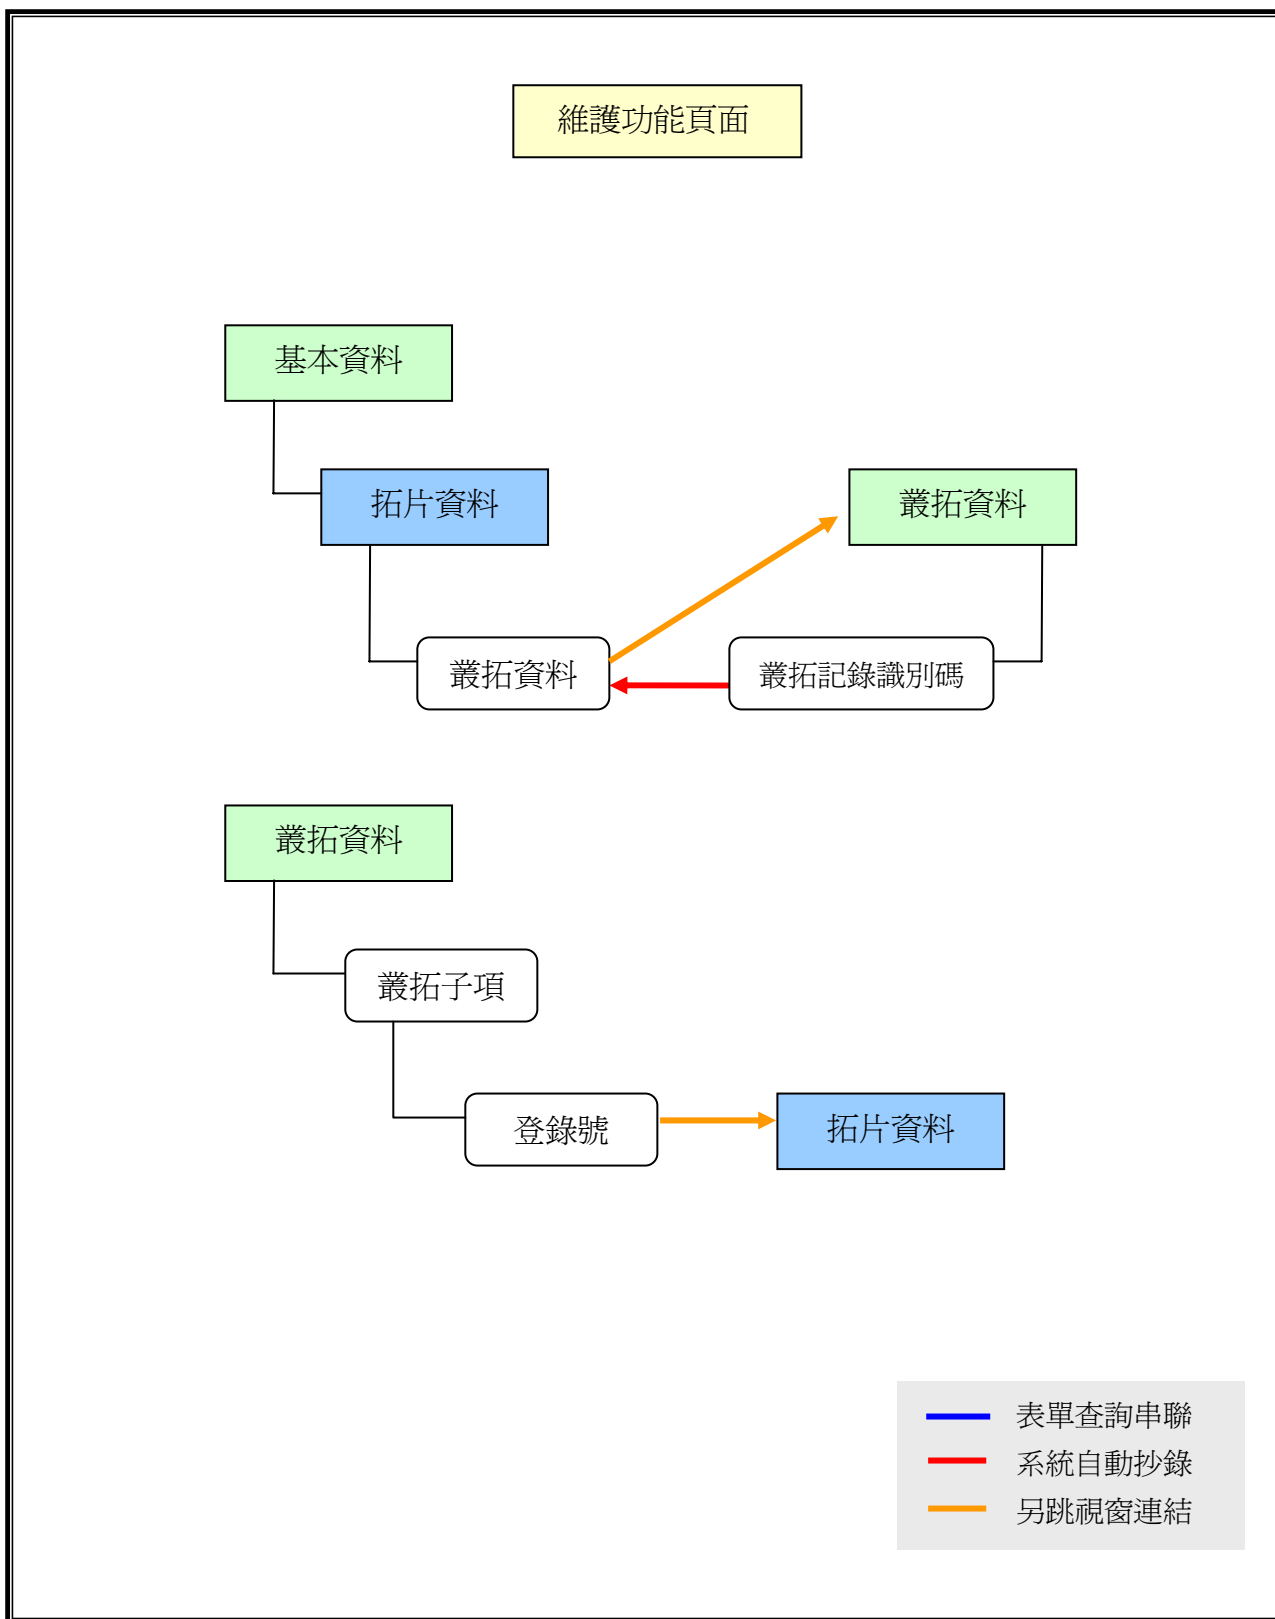 維護功能頁面
基本資料
拓片資料
叢拓資料
叢拓資料
叢拓記錄識別碼
叢拓資料
叢拓子項
登錄號
拓片資料
表單查詢串聯
系統自動抄錄
另跳視窗連結